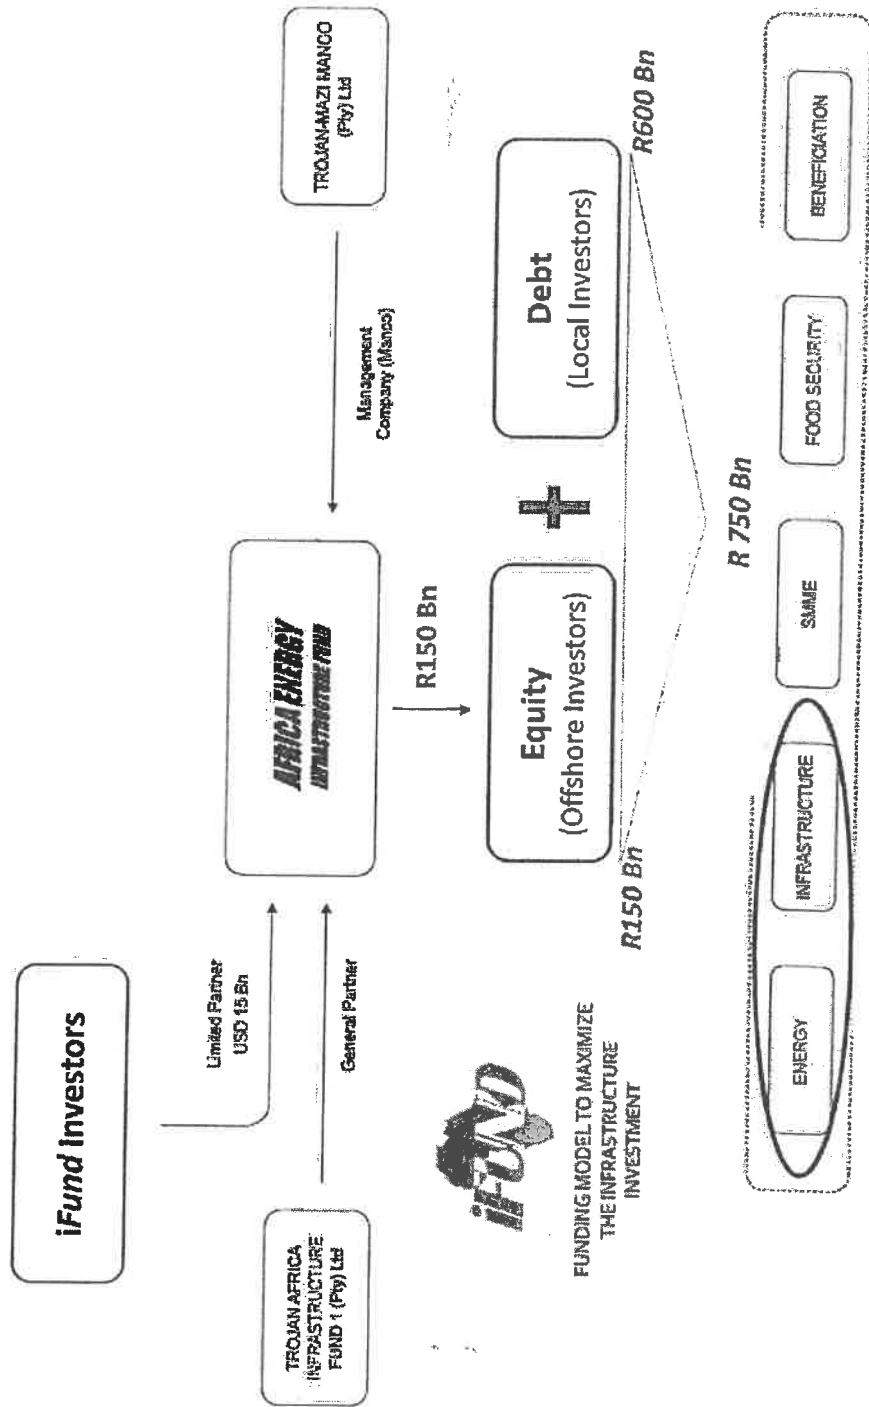 iFund Investors
Limited Partner
USD 15 Bn
TROJAN AFRICA
INFRASTRUCTURE
FUND 1 (Pty) Ltd
General Partner
AFRICA ENERGY
INFRASTRUCTURE FUND
Management
Company (Manco)
TROJAN-MAZI MANCO
(Pty) Ltd
R150 Bn
iFUND
FUNDING MODEL TO MAXIMIZE
THE INFRASTRUCTURE
INVESTMENT
Equity
(Offshore Investors)
Debt
(Local Investors)
R150 Bn
R600 Bn
R 750 Bn
ENERGY
INFRASTRUCTURE
SMME
FOOD SECURITY
BENEFICIATION